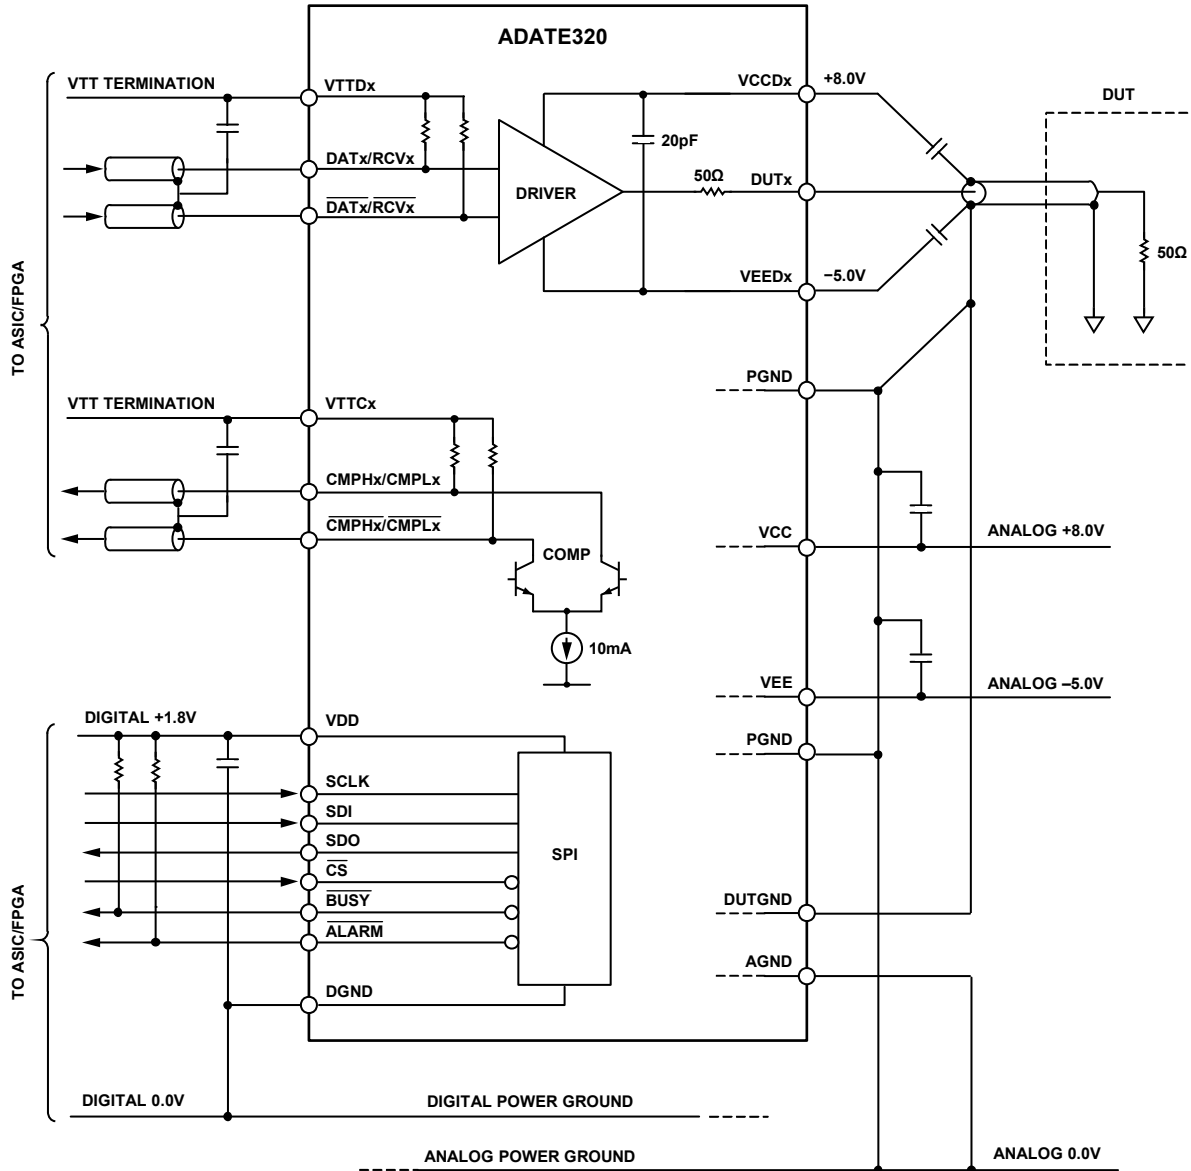 ADATE320
VTT TERMINATION
VTTDx
VCCDx
+8.0V
DUT
20pF
DATx/RCVx
DRIVER
50Ω
DUTx
DATx/RCVx
50Ω
VEEDx
−5.0V
TO ASIC/FPGA
PGND
VTT TERMINATION
VTTCx
CMPHx/CMPLx
CMPHx/CMPLx
COMP
VCC
ANALOG +8.0V
10mA
VEE
ANALOG –5.0V
DIGITAL +1.8V
VDD
PGND
SCLK
SDI
SDO
SPI
CS
BUSY
DUTGND
ALARM
TO ASIC/FPGA
AGND
DGND
DIGITAL 0.0V
DIGITAL POWER GROUND
ANALOG POWER GROUND
ANALOG 0.0V